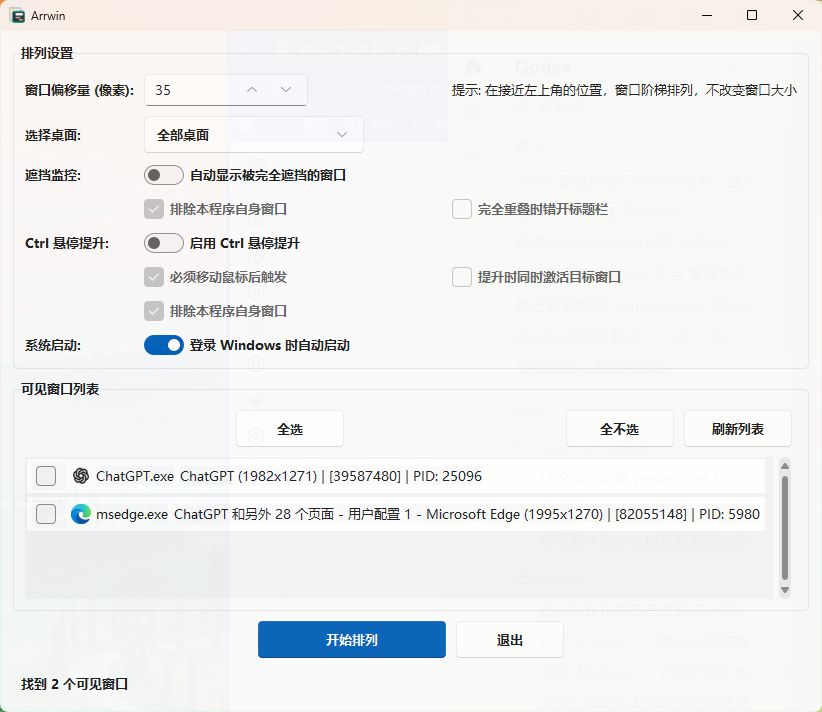 Arrwin
排列设置
窗口偏移量 (像素): 35 提示: 在接近左上角的位置，窗口阶梯排列，不改变窗口大小
选择桌面: 全部桌面
遮挡监控: 自动显示被完全遮挡的窗口
排除本程序自身窗口 完全重叠时错开标题栏
Ctrl 悬停提升: 启用 Ctrl 悬停提升
必须移动鼠标后触发 提升时同时激活目标窗口
排除本程序自身窗口
系统启动: 登录 Windows 时自动启动
可见窗口列表
全选 全不选 刷新列表
ChatGPT.exe ChatGPT (1982x1271) | [39587480] | PID: 25096
msedge.exe ChatGPT 和另外 28 个页面 - 用户配置 1 - Microsoft Edge (1995x1270) | [82055148] | PID: 5980
开始排列 退出
找到 2 个可见窗口